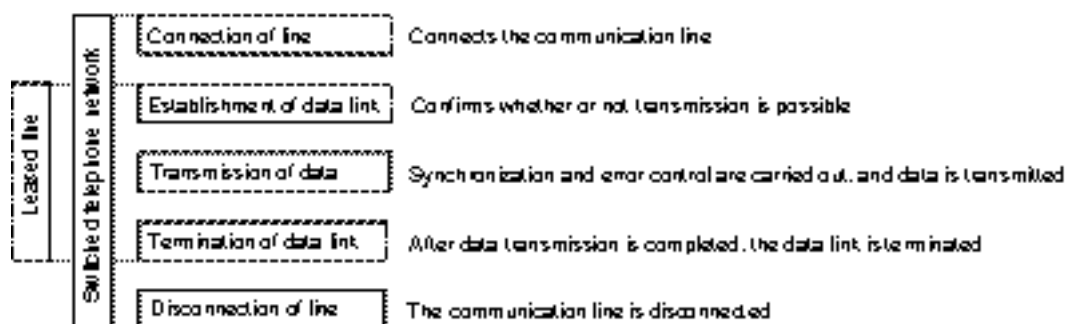 Connection of line
Connects the communication line
Establishment of data link
Confirms whether or not transmission is possible
Transmission of data
Synchronization and error control are carried out, and data is transmitted
Termination of data link
After data transmission is completed, the data link is terminated
Disconnection of line
The communication line is disconnected
Leased line
Switched telephone network